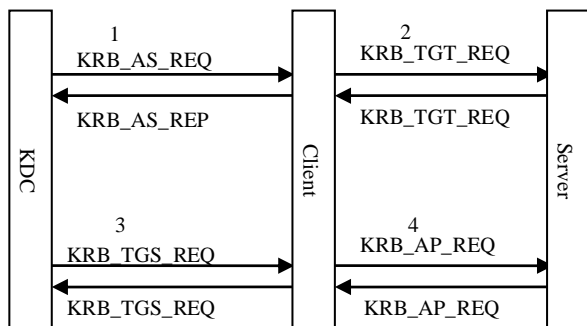 1
KRB_AS_REQ
2
KRB_TGT_REQ
KRB_AS_REP
KRB_TGT_REQ
KDC
Client
Server
3
KRB_TGS_REQ
4
KRB_AP_REQ
KRB_TGS_REQ
KRB_AP_REQ